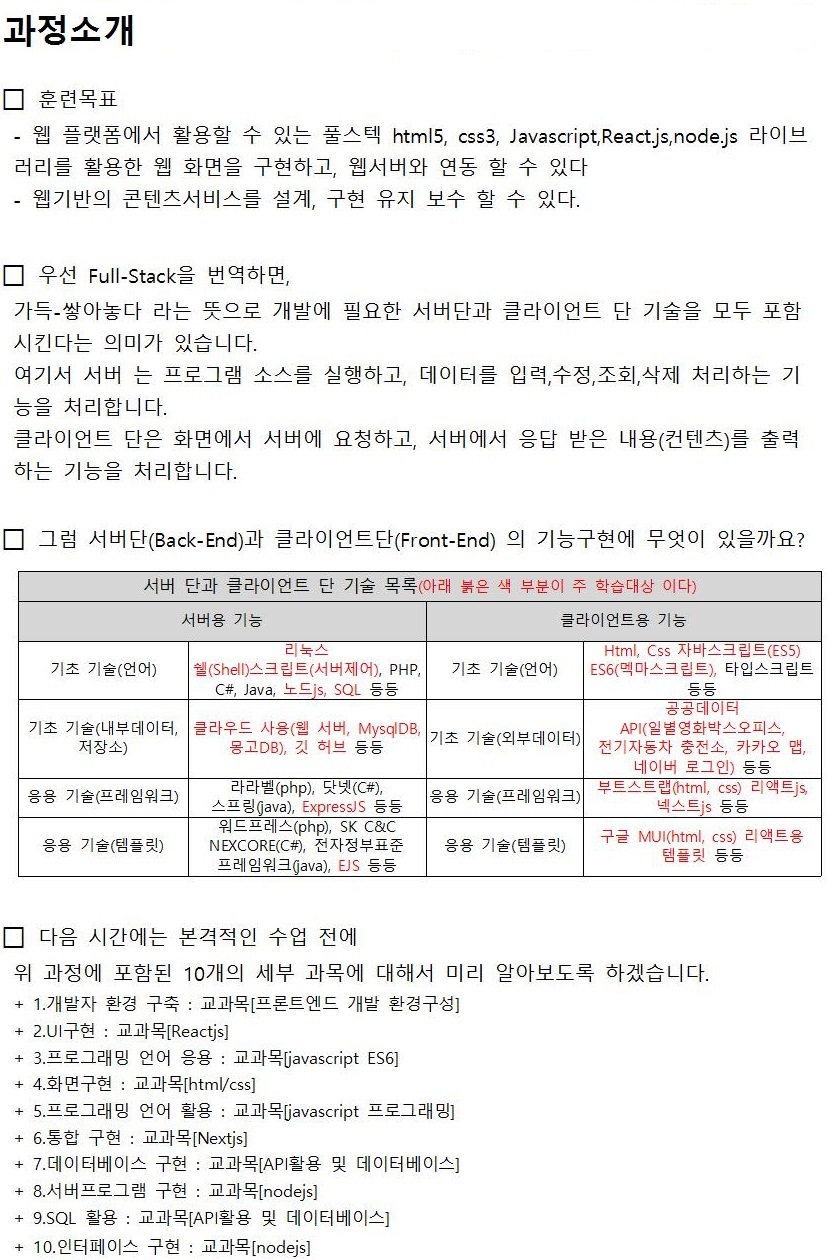 과정소개
□ 훈련목표
- 웹 플랫폼에서 활용할 수 있는 풀스텍 html5, css3, Javascript,React.js,node.js 라이브
러리를 활용한 웹 화면을 구현하고, 웹서버와 연동 할 수 있다
- 웹기반의 콘텐츠서비스를 설계, 구현 유지 보수 할 수 있다.
□ 우선 Full-Stack을 번역하면,
가득-쌓아놓다 라는 뜻으로 개발에 필요한 서버단과 클라이언트 단 기술을 모두 포함
시킨다는 의미가 있습니다.
여기서 서버 는 프로그램 소스를 실행하고, 데이터를 입력,수정,조회,삭제 처리하는 기
능을 처리합니다.
클라이언트 단은 화면에서 서버에 요청하고, 서버에서 응답 받은 내용(컨텐츠)를 출력
하는 기능을 처리합니다.
□ 그럼 서버단(Back-End)과 클라이언트단(Front-End) 의 기능구현에 무엇이 있을까요?
서버 단과 클라이언트 단 기술 목록(아래 붉은 색 부분이 주 학습대상 이다)
서버용 기능
클라이언트용 기능
기초 기술(언어)
리눅스
쉘(Shell)스크립트(서버제어), PHP,
C#, Java, 노드js, SQL 등등
기초 기술(언어)
Html, Css 자바스크립트(ES5)
ES6(멕마스크립트), 타입스크립트
등등
기초 기술(내부데이터,
저장소)
클라우드 사용(웹 서버, MysqlDB,
몽고DB), 깃 허브 등등
기초 기술(외부데이터)
공공데이터
API(일별영화박스오피스,
전기자동차 충전소, 카카오 맵,
네이버 로그인) 등등
응용 기술(프레임워크)
라라벨(php), 닷넷(C#),
스프링(java), ExpressJS 등등
응용 기술(프레임워크)
부트스트랩(html, css) 리액트js,
넥스트js 등등
응용 기술(템플릿)
워드프레스(php), SK C&C
NEXCORE(C#), 전자정부표준
프레임워크(java), EJS 등등
응용 기술(템플릿)
구글 MUI(html, css) 리액트용
템플릿 등등
□ 다음 시간에는 본격적인 수업 전에
위 과정에 포함된 10개의 세부 과목에 대해서 미리 알아보도록 하겠습니다.
+ 1.개발자 환경 구축 : 교과목[프론트엔드 개발 환경구성]
+ 2.UI구현 : 교과목[Reactjs]
+ 3.프로그래밍 언어 응용 : 교과목[javascript ES6]
+ 4.화면구현 : 교과목[html/css]
+ 5.프로그래밍 언어 활용 : 교과목[javascript 프로그래밍]
+ 6.통합 구현 : 교과목[Nextjs]
+ 7.데이터베이스 구현 : 교과목[API활용 및 데이터베이스]
+ 8.서버프로그램 구현 : 교과목[nodejs]
+ 9.SQL 활용 : 교과목[API활용 및 데이터베이스]
+ 10.인터페이스 구현 : 교과목[nodejs]